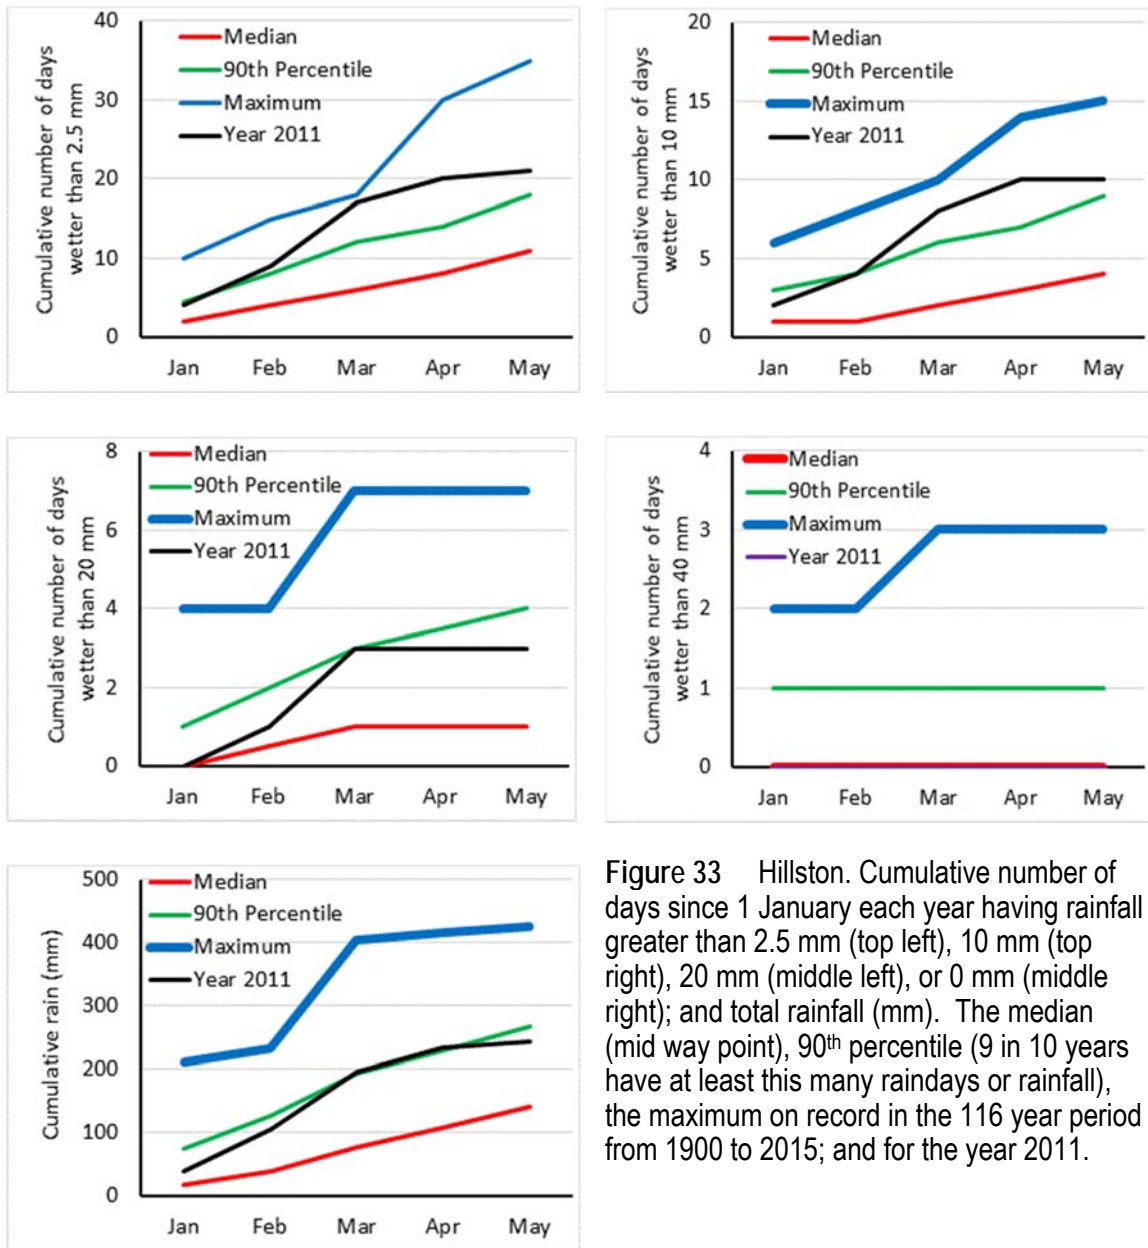 Cumulative number of days
wetter than 2.5 mm
40
30
20
10
0
Median
90th Percentile
Maximum
Year 2011
Jan Feb Mar Apr May
Cumulative number of days
wetter than 10 mm
20
15
10
5
0
Median
90th Percentile
Maximum
Year 2011
Jan Feb Mar Apr May
Cumulative number of days
wetter than 20 mm
8
6
4
2
0
Median
90th Percentile
Maximum
Year 2011
Jan Feb Mar Apr May
Cumulative number of days
wetter than 40 mm
4
3
2
1
0
Median
90th Percentile
Maximum
Year 2011
Jan Feb Mar Apr May
Cumulative rain (mm)
500
400
300
200
100
0
Median
90th Percentile
Maximum
Year 2011
Jan Feb Mar Apr May
Figure 33 Hillston. Cumulative number of
days since 1 January each year having rainfall
greater than 2.5 mm (top left), 10 mm (top
right), 20 mm (middle left), or 0 mm (middle
right); and total rainfall (mm). The median
(mid way point), 90th percentile (9 in 10 years
have at least this many raindays or rainfall),
the maximum on record in the 116 year period
from 1900 to 2015; and for the year 2011.